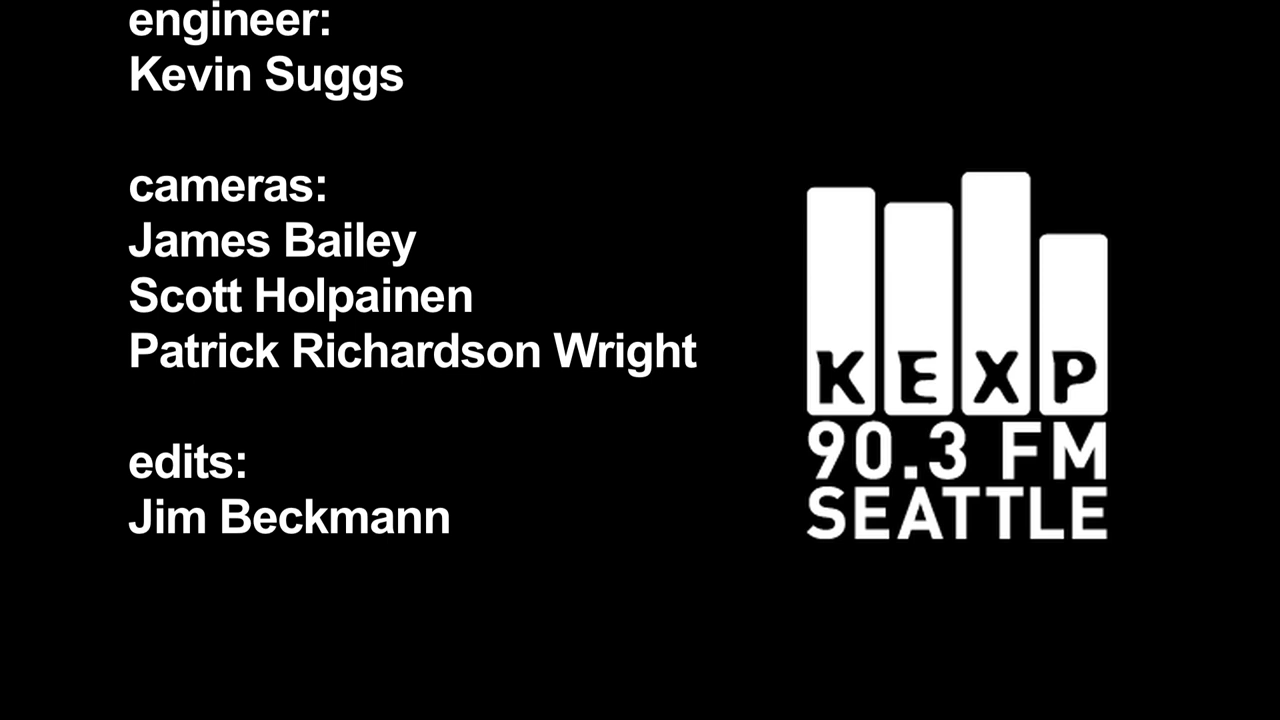 engineer:
Kevin Suggs
cameras:
James Bailey
Scott Holpainen
Patrick Richardson Wright
edits:
Jim Beckmann
KEXP
90.3 FM
SEATTLE